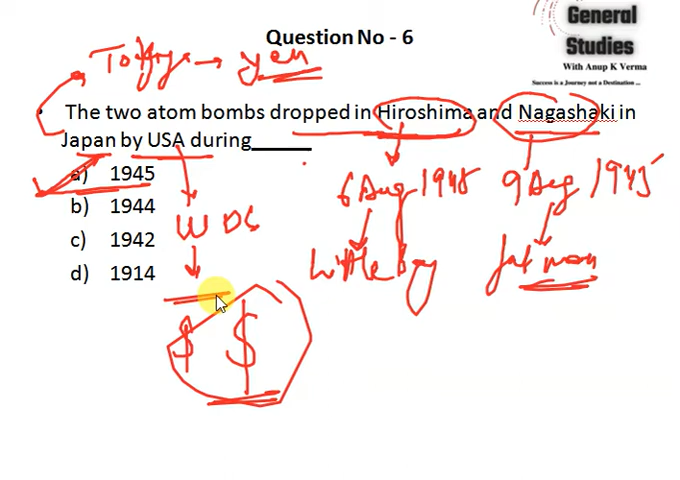 General
Studies
With Anup K Verma
Success is a Journey not a Destination ...
Question No - 6
→ yen
The two atom bombs dropped in Hiroshima and Nagashaki in
Japan by USA during______
a) 1945
b) 1944
c) 1942
d) 1914
6 Aug 1945
9 Aug 1945
W DC
Little boy
fat man
$ $